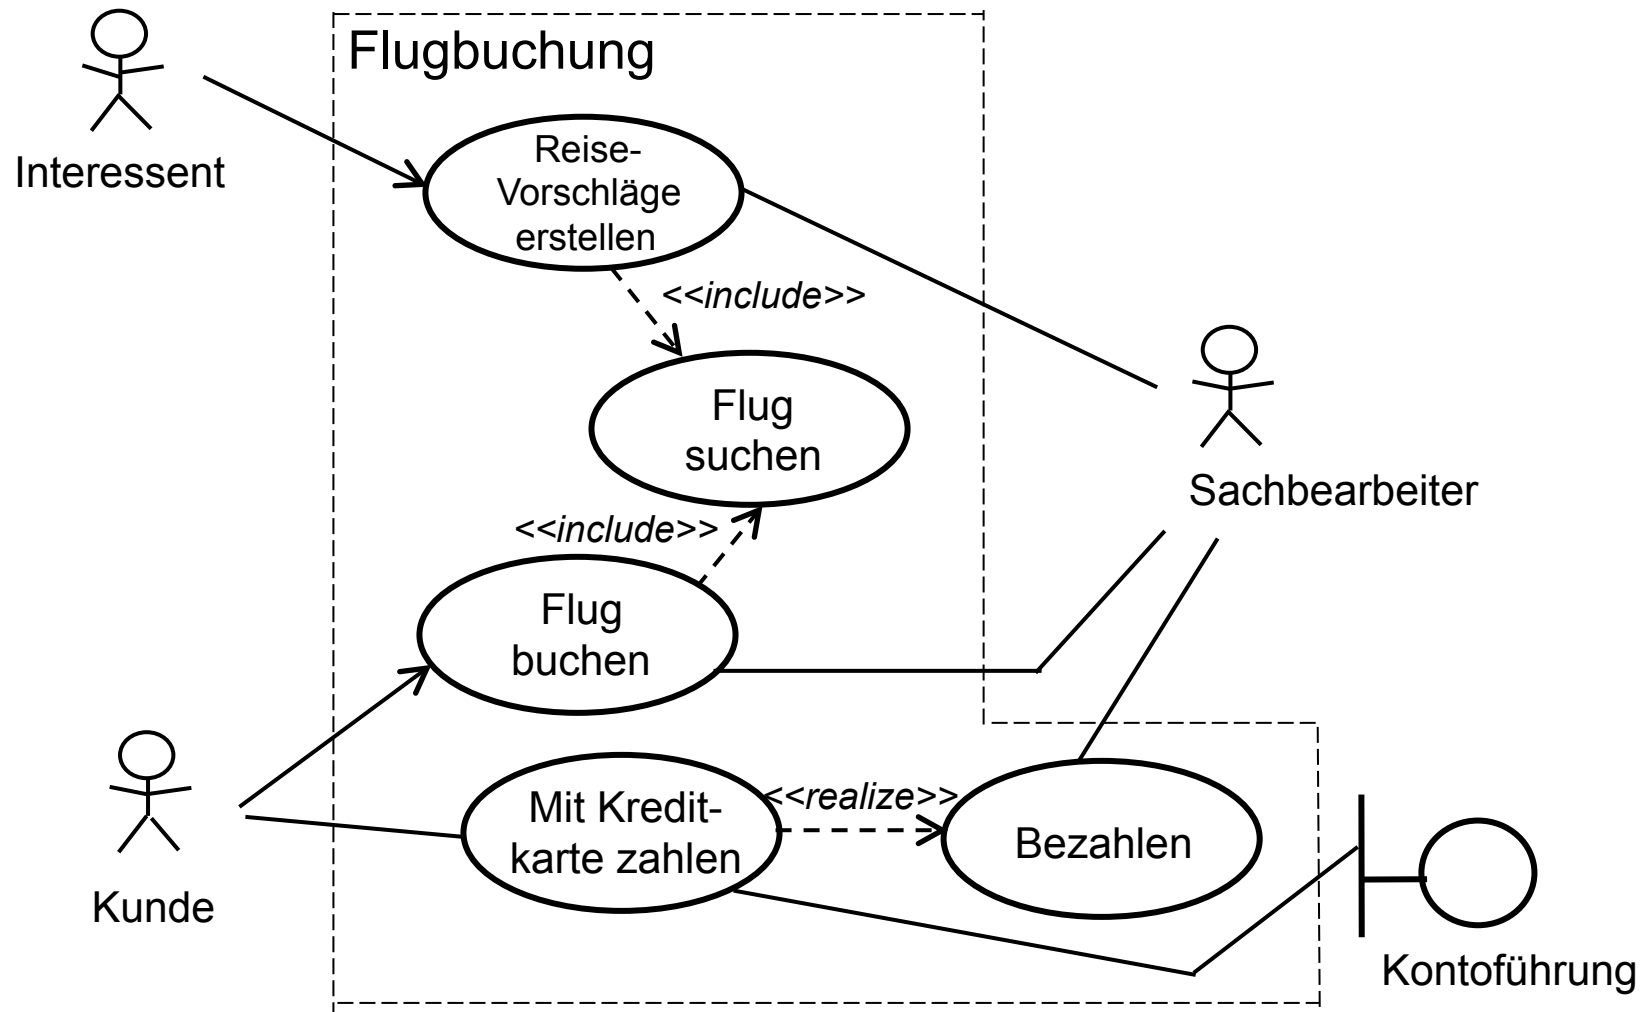 Flugbuchung
Interessent
Reise-
Vorschläge
erstellen
<<include>>
Flug
suchen
Sachbearbeiter
<<include>>
Flug
buchen
Kunde
Mit Kredit-
karte zahlen
<<realize>>
Bezahlen
Kontoführung